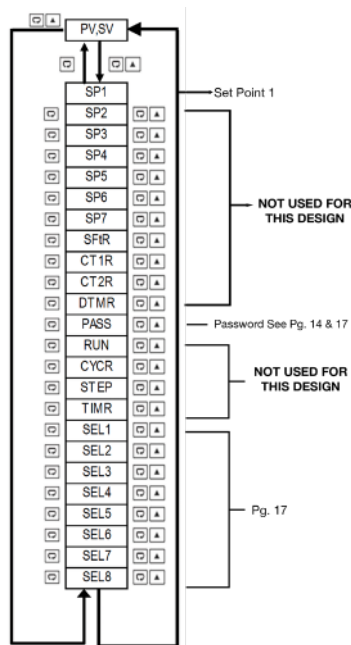 PV,SV
SP1
Set Point 1
SP2
SP3
SP4
SP5
SP6
SP7
SFtR
CT1R
CT2R
DTMR
NOT USED FOR
THIS DESIGN
PASS
Password See Pg. 14 & 17
RUN
CYCR
STEP
TIMR
NOT USED FOR
THIS DESIGN
SEL1
SEL2
SEL3
SEL4
SEL5
SEL6
SEL7
SEL8
Pg. 17